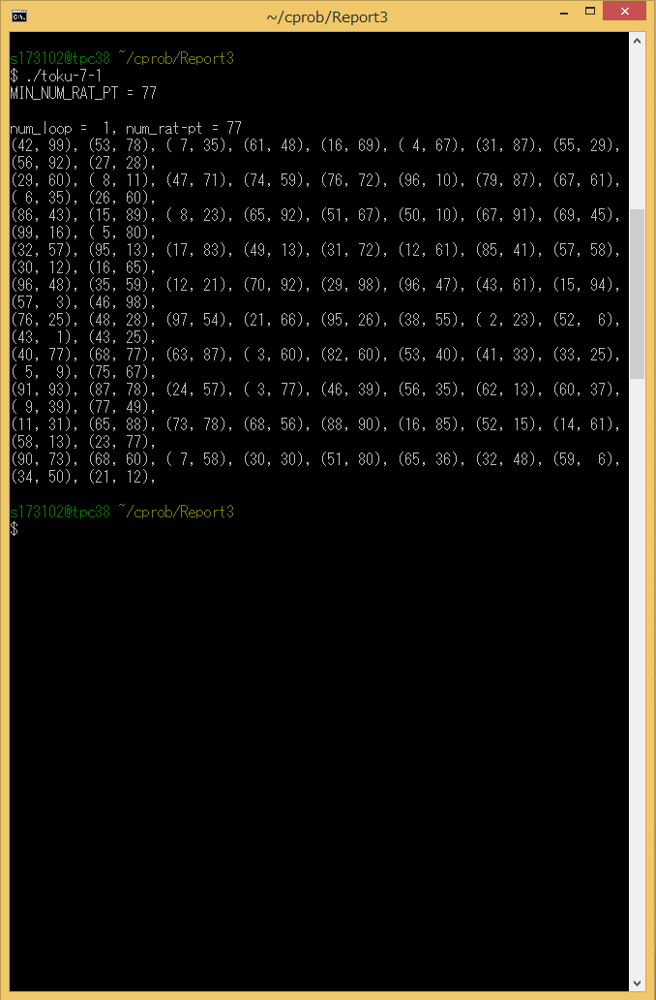 ~/cprob/Report3
s173102@tpc38 ~/cprob/Report3
$ ./toku-7-1
MIN_NUM_RAT_PT = 77
num_loop =  1, num_rat-pt = 77
(42, 99), (53, 78), ( 7, 35), (61, 48), (16, 69), ( 4, 67), (31, 87), (55, 29),
(56, 92), (27, 28),
(29, 60), ( 8, 11), (47, 71), (74, 59), (76, 72), (96, 10), (79, 87), (67, 61),
( 6, 35), (26, 60),
(86, 43), (15, 89), ( 8, 23), (65, 92), (51, 67), (50, 10), (67, 91), (69, 45),
(99, 16), ( 5, 80),
(32, 57), (95, 13), (17, 83), (49, 13), (31, 72), (12, 61), (85, 41), (57, 58),
(30, 12), (16, 65),
(96, 48), (35, 59), (12, 21), (70, 92), (29, 98), (96, 47), (43, 61), (15, 94),
(57,  3), (46, 98),
(76, 25), (48, 28), (97, 54), (21, 66), (95, 26), (38, 55), ( 2, 23), (52,  6),
(43,  1), (43, 25),
(40, 77), (68, 77), (63, 87), ( 3, 60), (82, 60), (53, 40), (41, 33), (33, 25),
( 5,  9), (75, 67),
(91, 93), (87, 78), (24, 57), ( 3, 77), (46, 39), (56, 35), (62, 13), (60, 37),
( 9, 39), (77, 49),
(11, 31), (65, 88), (73, 78), (68, 56), (88, 90), (16, 85), (52, 15), (14, 61),
(58, 13), (23, 77),
(90, 73), (68, 60), ( 7, 58), (30, 30), (51, 80), (65, 36), (32, 48), (59,  6),
(34, 50), (21, 12),
s173102@tpc38 ~/cprob/Report3
$